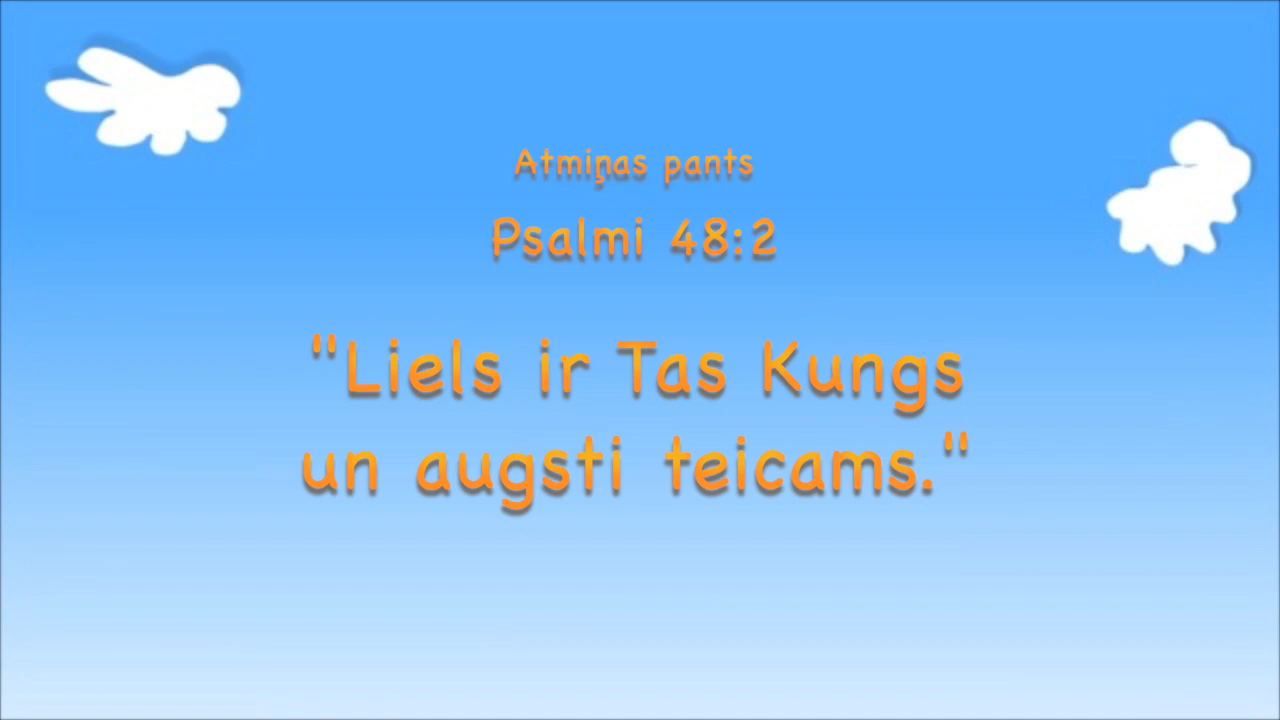 Atmiņas pants
Psalmi 48:2
"Liels ir Tas Kungs
un augsti teicams."